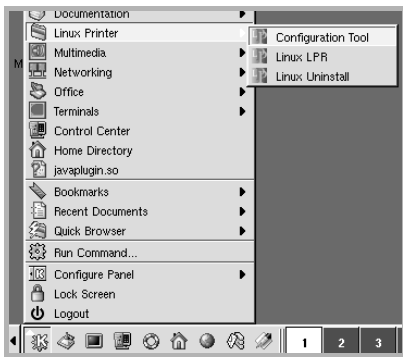 Documentation
Linux Printer
Multimedia
M
Networking
Office
Terminals
Control Center
Home Directory
javaplugin.so
Bookmarks
Recent Documents
Quick Browser
Run Command...
Configure Panel
Lock Screen
Logout
Configuration Tool
Linux LPR
Linux Uninstall
1 2 3